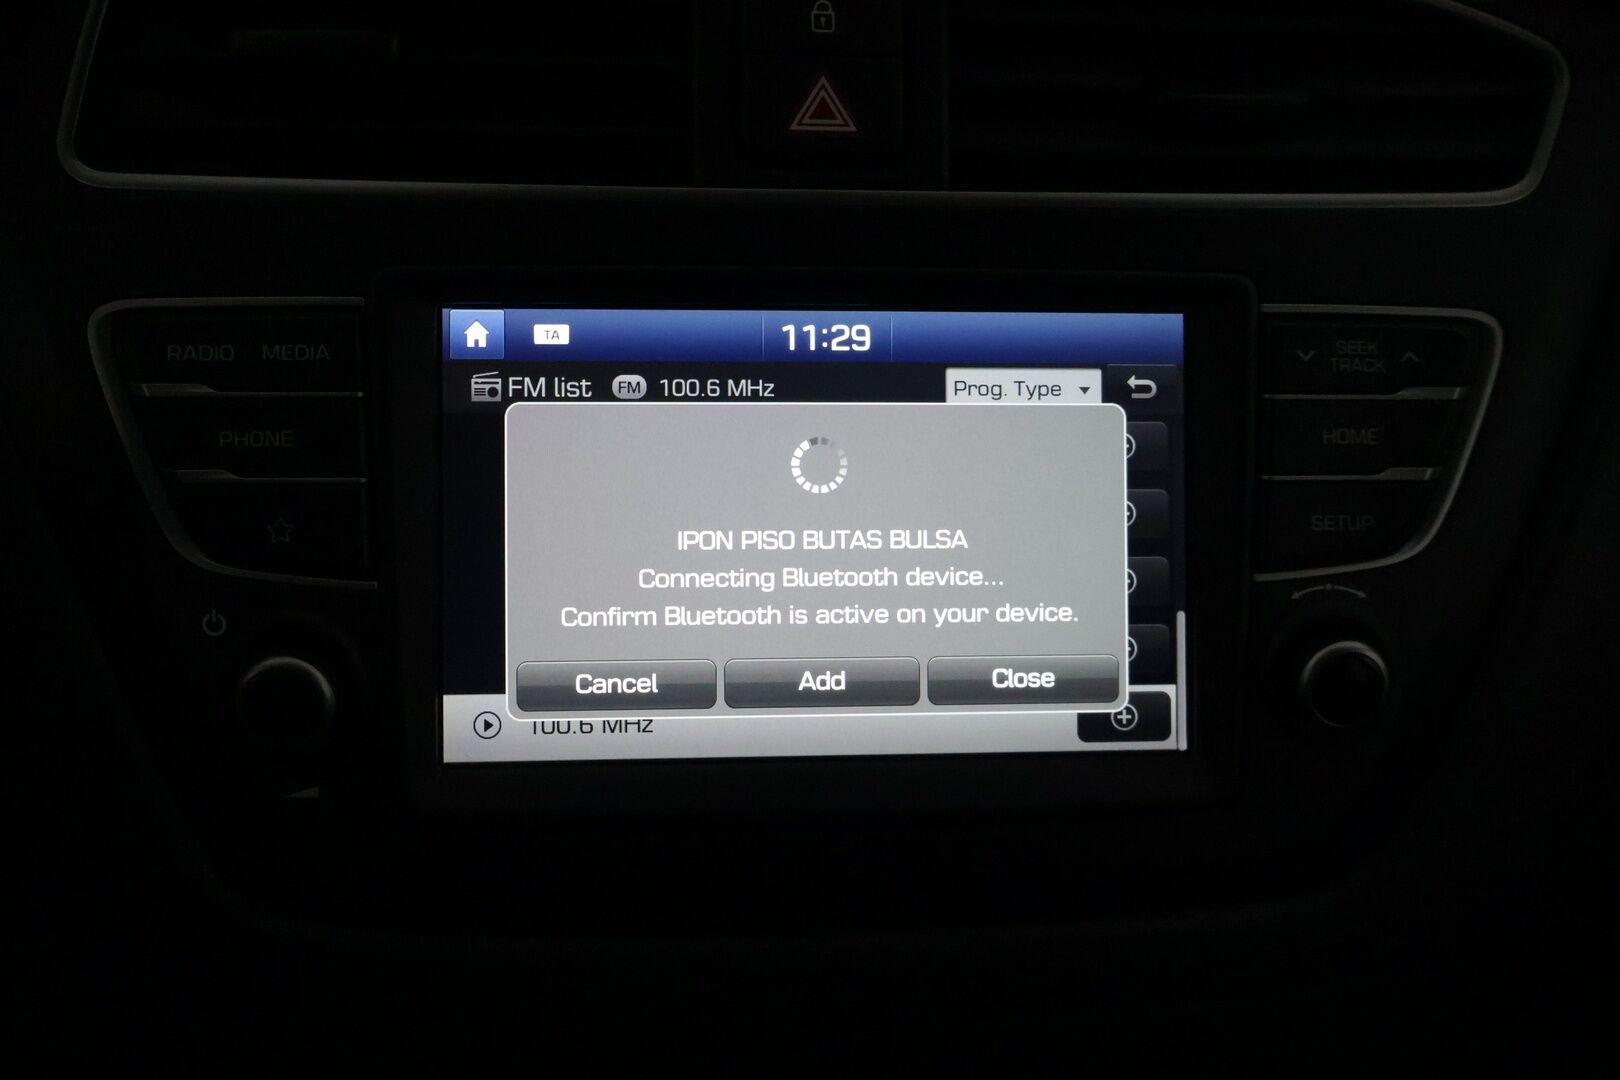 TA
11:29
FM list FM 100.6 MHz Prog. Type
RADIO MEDIA
PHONE
SEEK
TRACK
HOME
SETUP
IPON PISO BUTAS BULSA
Connecting Bluetooth device...
Confirm Bluetooth is active on your device.
Cancel Add Close
100.6 MHz